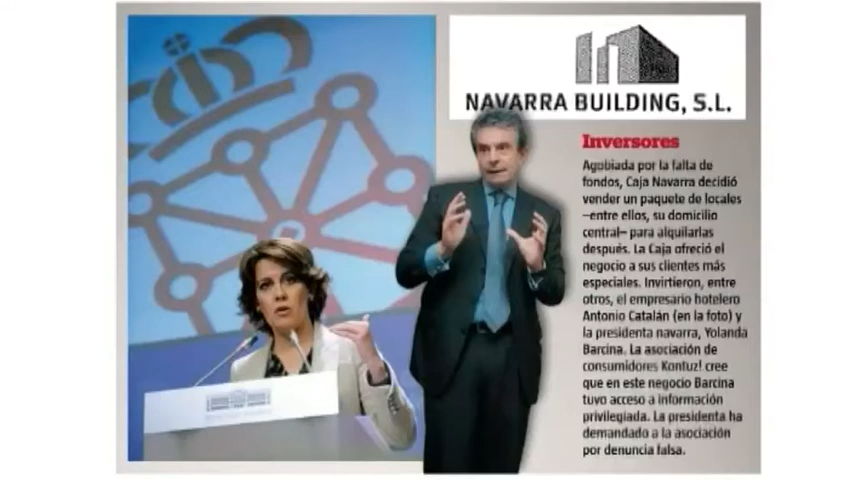 NAVARRA BUILDING, S.L.
Inversores
Agobiada por la falta de
fondos, Caja Navarra decidió
vender un paquete de locales
–entre ellos, su domicilio
central– para alquilarlas
después. La Caja ofreció el
negocio a sus clientes más
especiales. Invirtieron, entre
otros, el empresario hotelero
Antonio Catalán (en la foto) y
la presidenta navarra, Yolanda
Barcina. La asociación de
consumidores Kontuz! cree
que en este negocio Barcina
tuvo acceso a información
privilegiada. La presidenta ha
demandado a la asociación
por denuncia falsa.